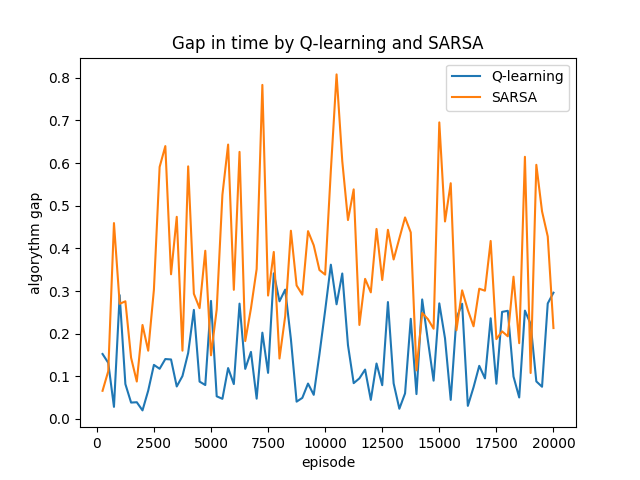 Gap in time by Q-learning and SARSA
Q-learning
SARSA
algorythm gap
0.8
0.7
0.6
0.5
0.4
0.3
0.2
0.1
0.0
0 2500 5000 7500 10000 12500 15000 17500 20000
episode